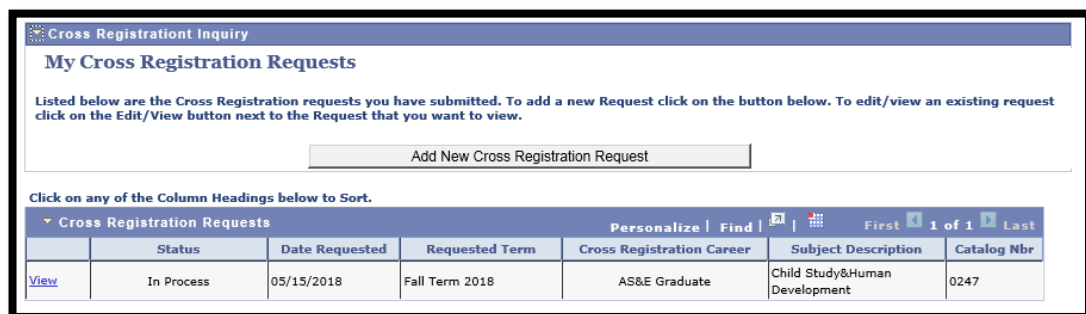 Cross Registrationt Inquiry
My Cross Registration Requests
Listed below are the Cross Registration requests you have submitted. To add a new Request click on the button below. To edit/view an existing request
click on the Edit/View button next to the Request that you want to view.
Add New Cross Registration Request
Click on any of the Column Headings below to Sort.
Cross Registration Requests Personalize | Find | | First 1 of 1 Last
Status Date Requested Requested Term Cross Registration Career Subject Description Catalog Nbr
View In Process 05/15/2018 Fall Term 2018 AS&E Graduate Child Study&Human 0247
Development